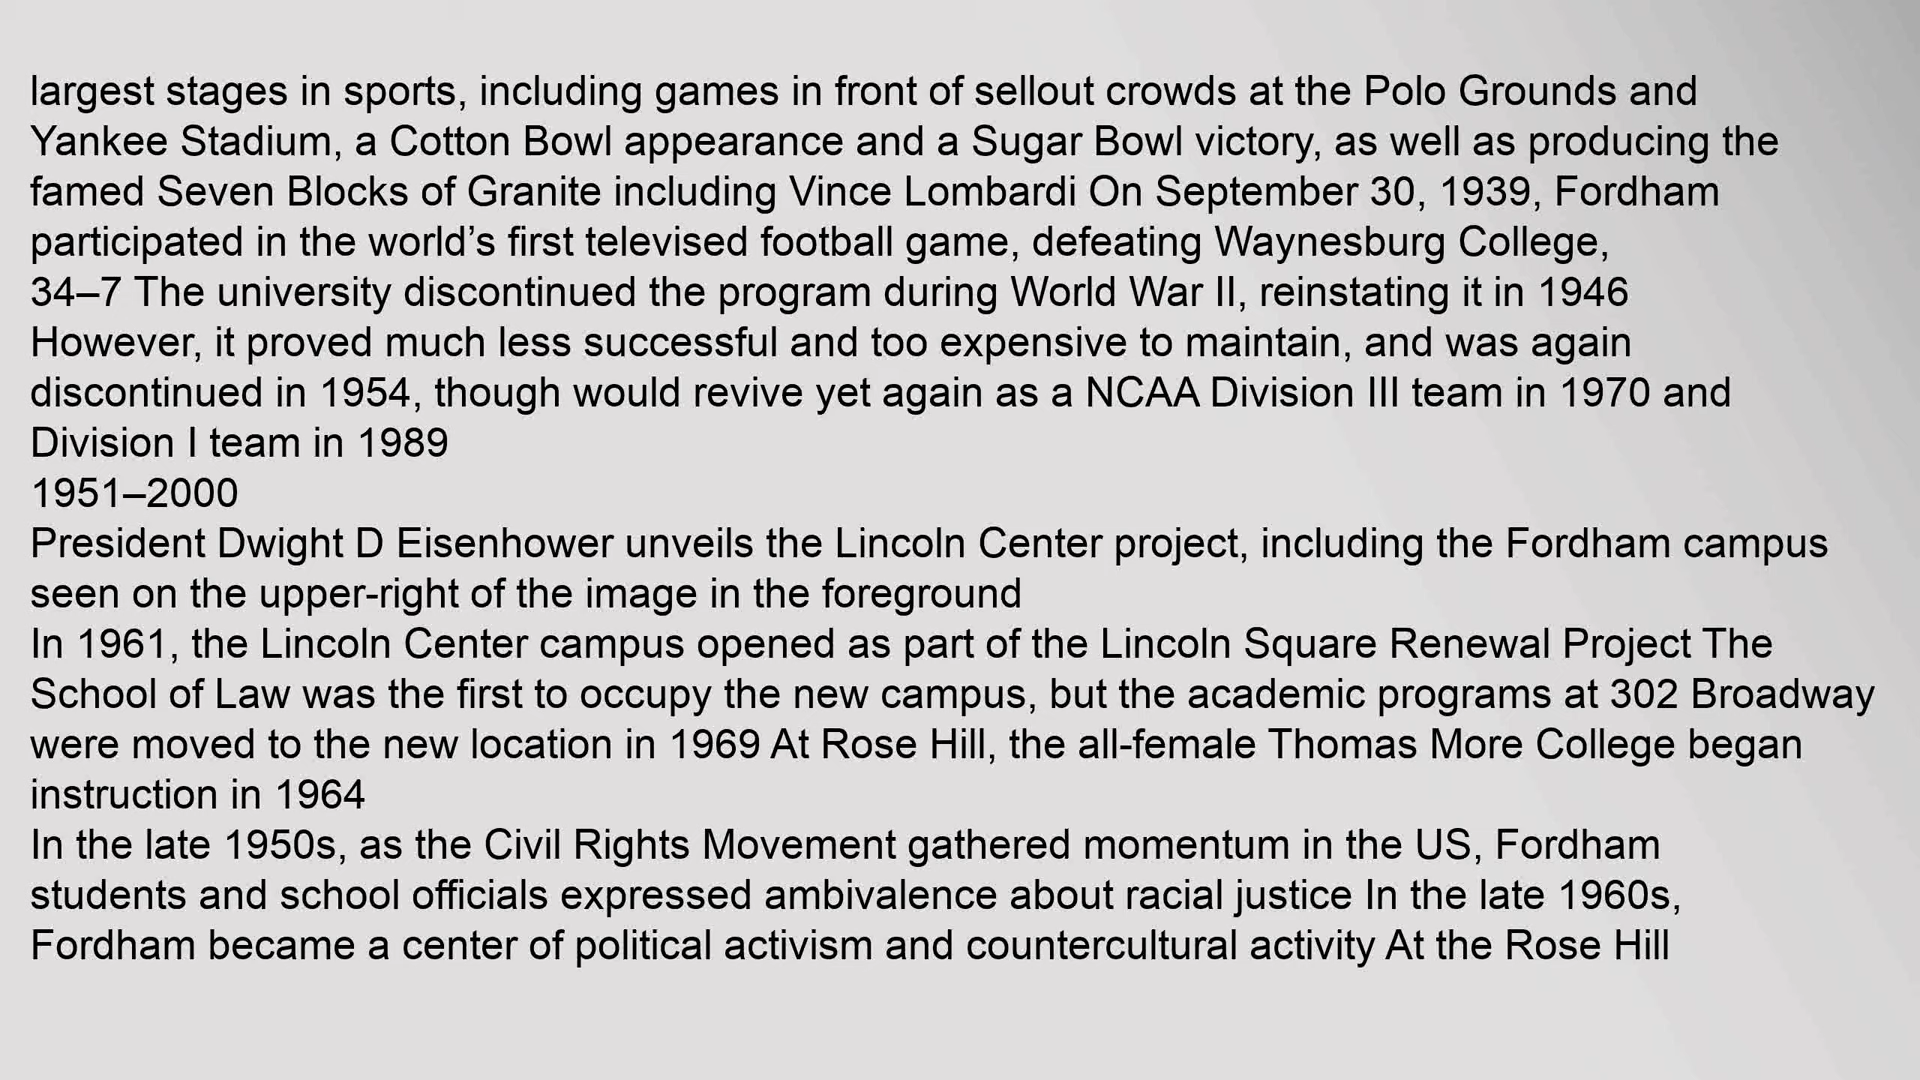 largest stages in sports, including games in front of sellout crowds at the Polo Grounds and
Yankee Stadium, a Cotton Bowl appearance and a Sugar Bowl victory, as well as producing the
famed Seven Blocks of Granite including Vince Lombardi On September 30, 1939, Fordham
participated in the world’s first televised football game, defeating Waynesburg College,
34–7 The university discontinued the program during World War II, reinstating it in 1946
However, it proved much less successful and too expensive to maintain, and was again
discontinued in 1954, though would revive yet again as a NCAA Division III team in 1970 and
Division I team in 1989
1951–2000
President Dwight D Eisenhower unveils the Lincoln Center project, including the Fordham campus
seen on the upper-right of the image in the foreground
In 1961, the Lincoln Center campus opened as part of the Lincoln Square Renewal Project The
School of Law was the first to occupy the new campus, but the academic programs at 302 Broadway
were moved to the new location in 1969 At Rose Hill, the all-female Thomas More College began
instruction in 1964
In the late 1950s, as the Civil Rights Movement gathered momentum in the US, Fordham
students and school officials expressed ambivalence about racial justice In the late 1960s,
Fordham became a center of political activism and countercultural activity At the Rose Hill